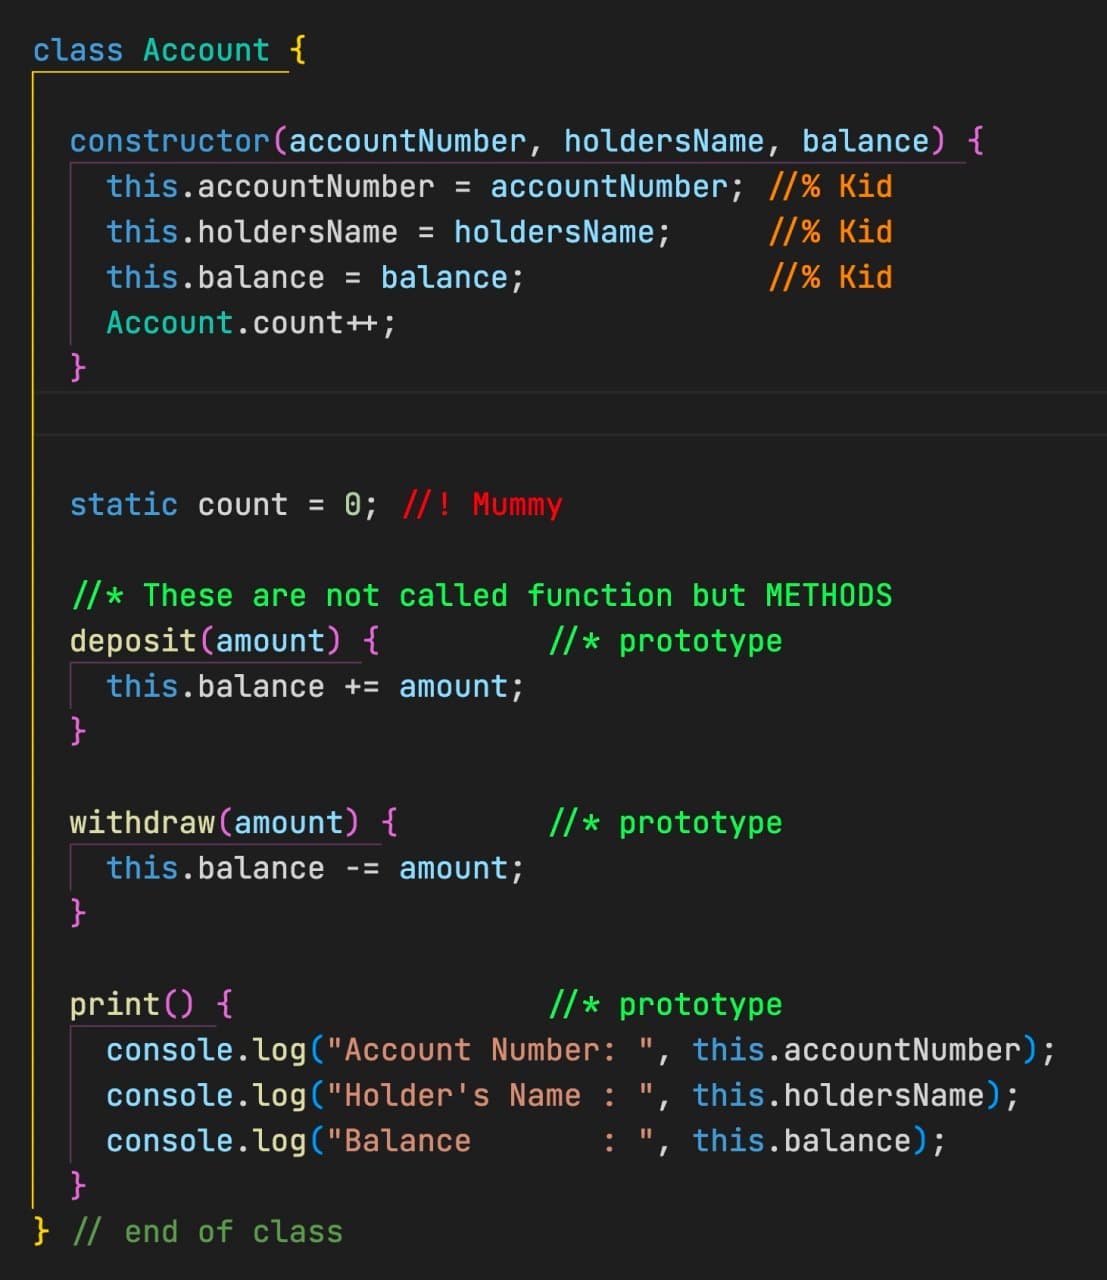 class Account {
constructor(accountNumber, holdersName, balance) {
this.accountNumber = accountNumber; //% Kid
this.holdersName = holdersName; //% Kid
this.balance = balance; //% Kid
Account.count++;
}
static count = 0; //! Mummy
//* These are not called function but METHODS
deposit(amount) { //* prototype
this.balance += amount;
}
withdraw(amount) { //* prototype
this.balance -= amount;
}
print() { //* prototype
console.log("Account Number: ", this.accountNumber);
console.log("Holder's Name : ", this.holdersName);
console.log("Balance       : ", this.balance);
}
} // end of class